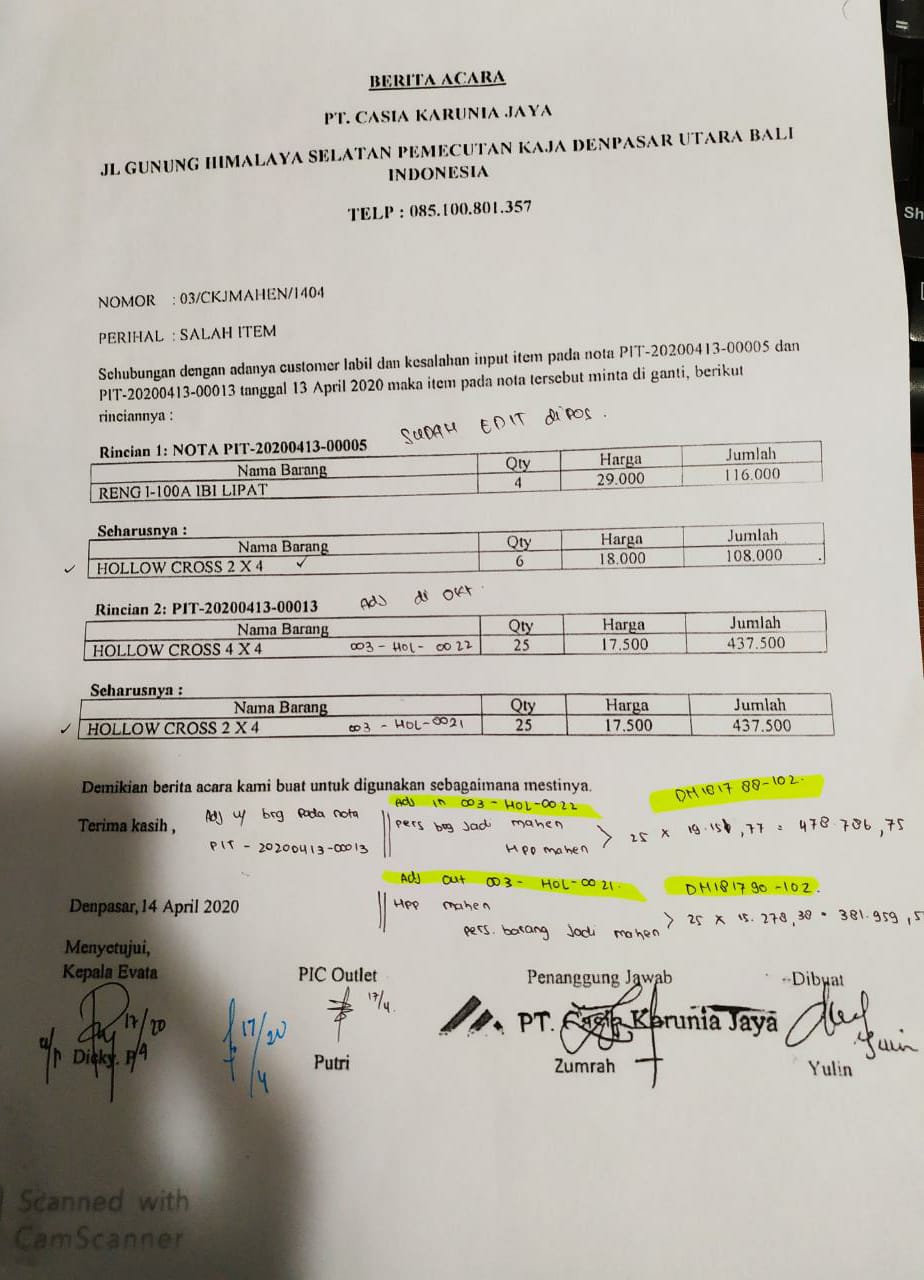 BERITA ACARA
PT. CASIA KARUNIA JAYA
JL GUNUNG HIMALAYA SELATAN PEMECUTAN KAJA DENPASAR UTARA BALI
INDONESIA
TELP : 085.100.801.357
NOMOR : 03/CKJMAHEN/1404
PERIHAL : SALAH ITEM
Sehubungan dengan adanya customer labil dan kesalahan input item pada nota PIT-20200413-00005 dan
PIT-20200413-00013 tanggal 13 April 2020 maka item pada nota tersebut minta di ganti, berikut
rinciannya :
SUDAH EDIT di POS.
Rincian 1: NOTA PIT-20200413-00005
Nama Barang Qty Harga Jumlah
RENG 1-100A IBI LIPAT 4 29.000 116.000
Seharusnya :
Nama Barang Qty Harga Jumlah
✓ HOLLOW CROSS 2 X 4 ✓ 6 18.000 108.000
Rincian 2: PIT-20200413-00013 Adj di Okt.
Nama Barang Qty Harga Jumlah
HOLLOW CROSS 4 X 4 003-HOL-0022 25 17.500 437.500
Seharusnya :
Nama Barang Qty Harga Jumlah
✓ HOLLOW CROSS 2 X 4 003-HOL-0021 25 17.500 437.500
Demikian berita acara kami buat untuk digunakan sebagaimana mestinya.
Adj in 003-HOL-0022 DM181788-102.
Terima kasih, Adj u/ brg pada nota pers brg Jadi mahen
PIT-20200413-00013 HPP mahen > 25 x 19.151,77 = 478.786,75
Adj out 003-HOL-0021. DM181790-102.
Denpasar, 14 April 2020 HPP mahen
pers. barang Jadi mahen > 25 x 15.278,38 = 381.959,5
Menyetujui,
Kepala Evata PIC Outlet Penanggung Jawab Dibuat
17/4/20 17/4/20 17/4.
PT. Casia Karunia Jaya
a/n Dicky. P Putri Zumrah Yulin
Scanned with
CamScanner